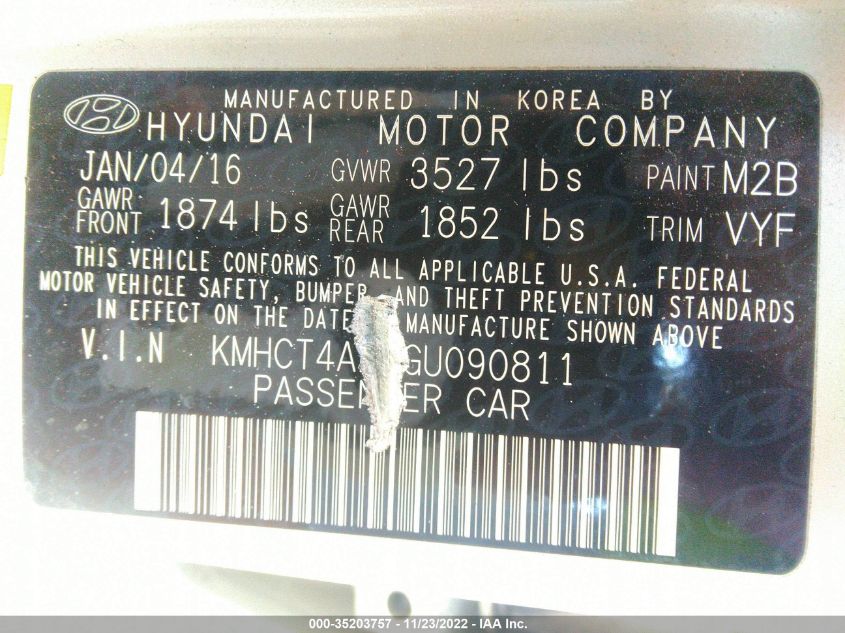 MANUFACTURED IN KOREA BY
HYUNDAI MOTOR COMPANY
JAN/04/16 GVWR 3527 lbs PAINT M2B
GAWR FRONT 1874 lbs GAWR REAR 1852 lbs TRIM VYF
THIS VEHICLE CONFORMS TO ALL APPLICABLE U.S.A. FEDERAL
MOTOR VEHICLE SAFETY, BUMPER, AND THEFT PREVENTION STANDARDS
IN EFFECT ON THE DATE MANUFACTURE SHOWN ABOVE
V.I.N KMHCT4A GU090811
PASSENGER CAR
000-35203757 - 11/23/2022 - IAA Inc.